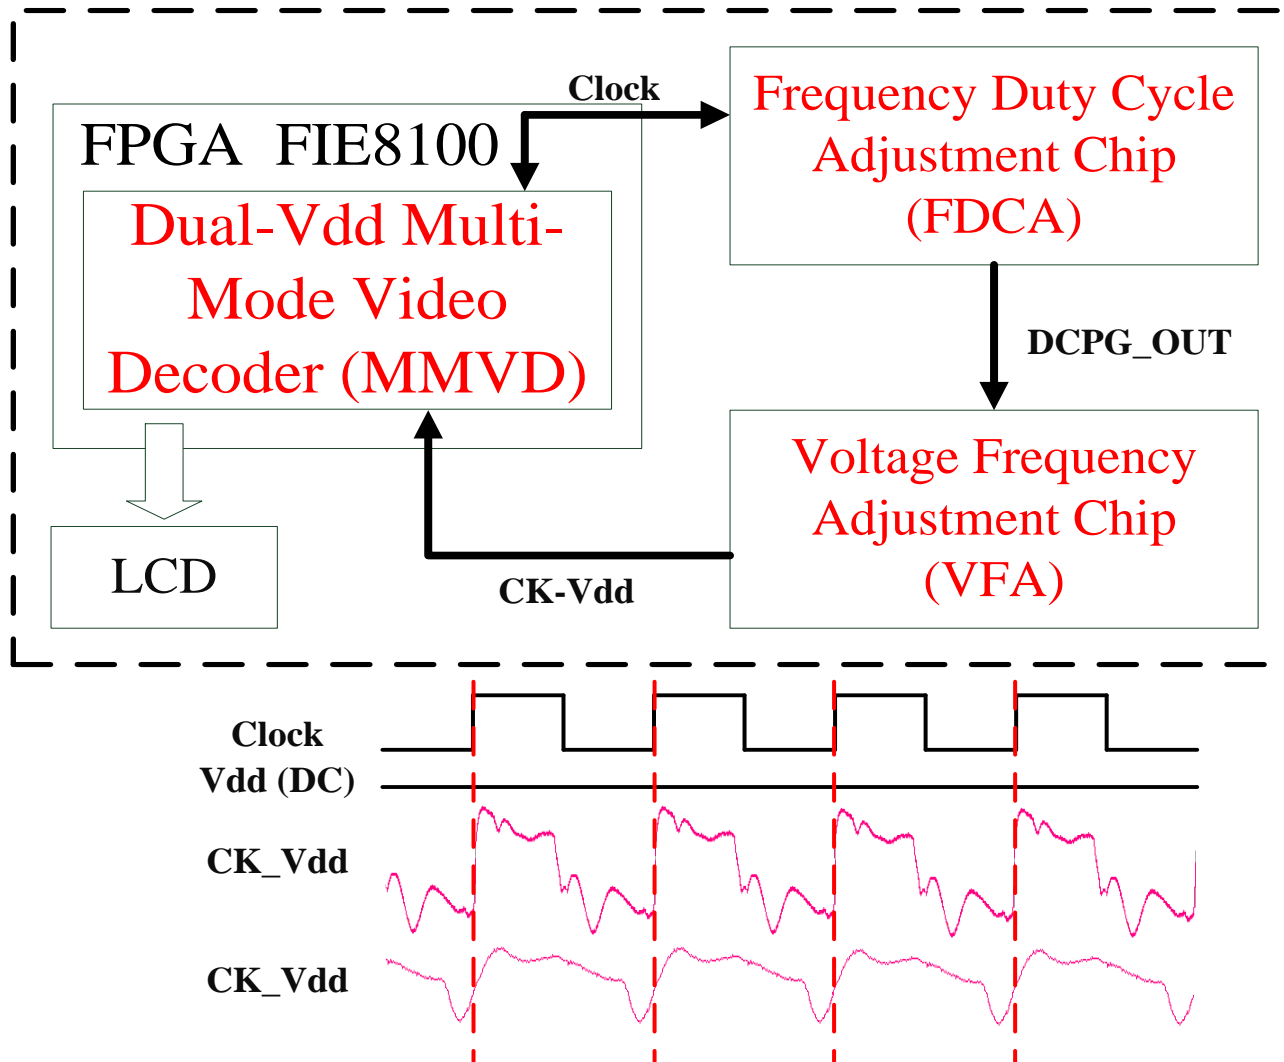 Clock
Frequency Duty Cycle
Adjustment Chip
(FDCA)
FPGA FIE8100
Dual-Vdd Multi-
Mode Video
Decoder (MMVD)
DCPG_OUT
Voltage Frequency
Adjustment Chip
(VFA)
CK-Vdd
LCD
Clock
Vdd (DC)
CK_Vdd
CK_Vdd